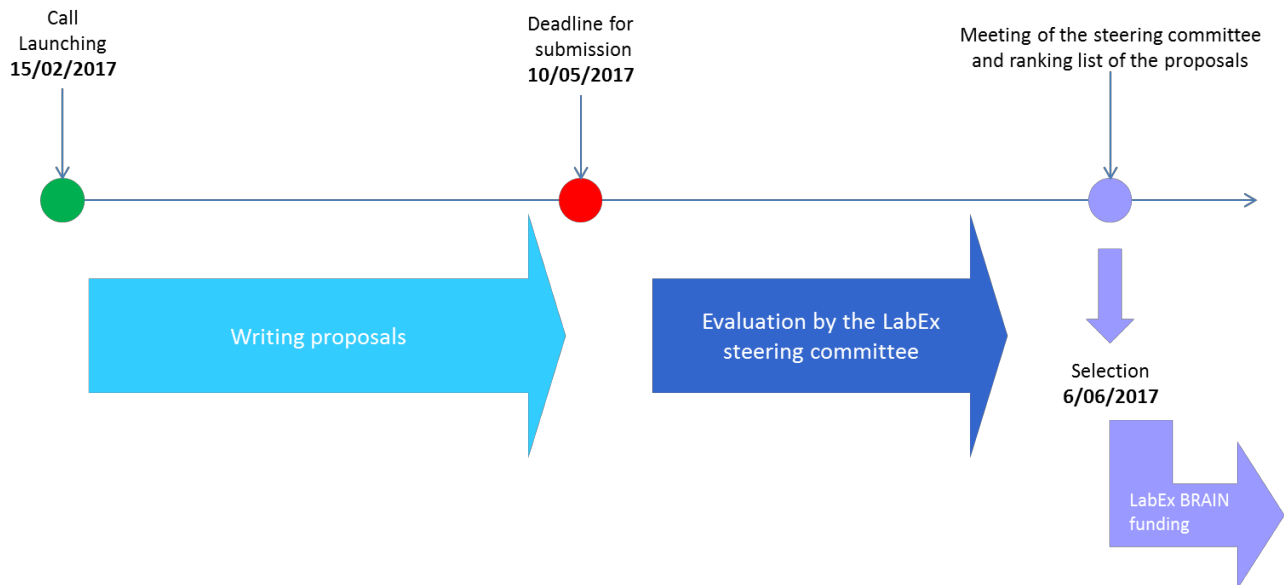 Call
Launching
15/02/2017
Deadline for
submission
10/05/2017
Meeting of the steering committee
and ranking list of the proposals
Writing proposals
Evaluation by the LabEx
steering committee
Selection
6/06/2017
LabEx BRAIN
funding